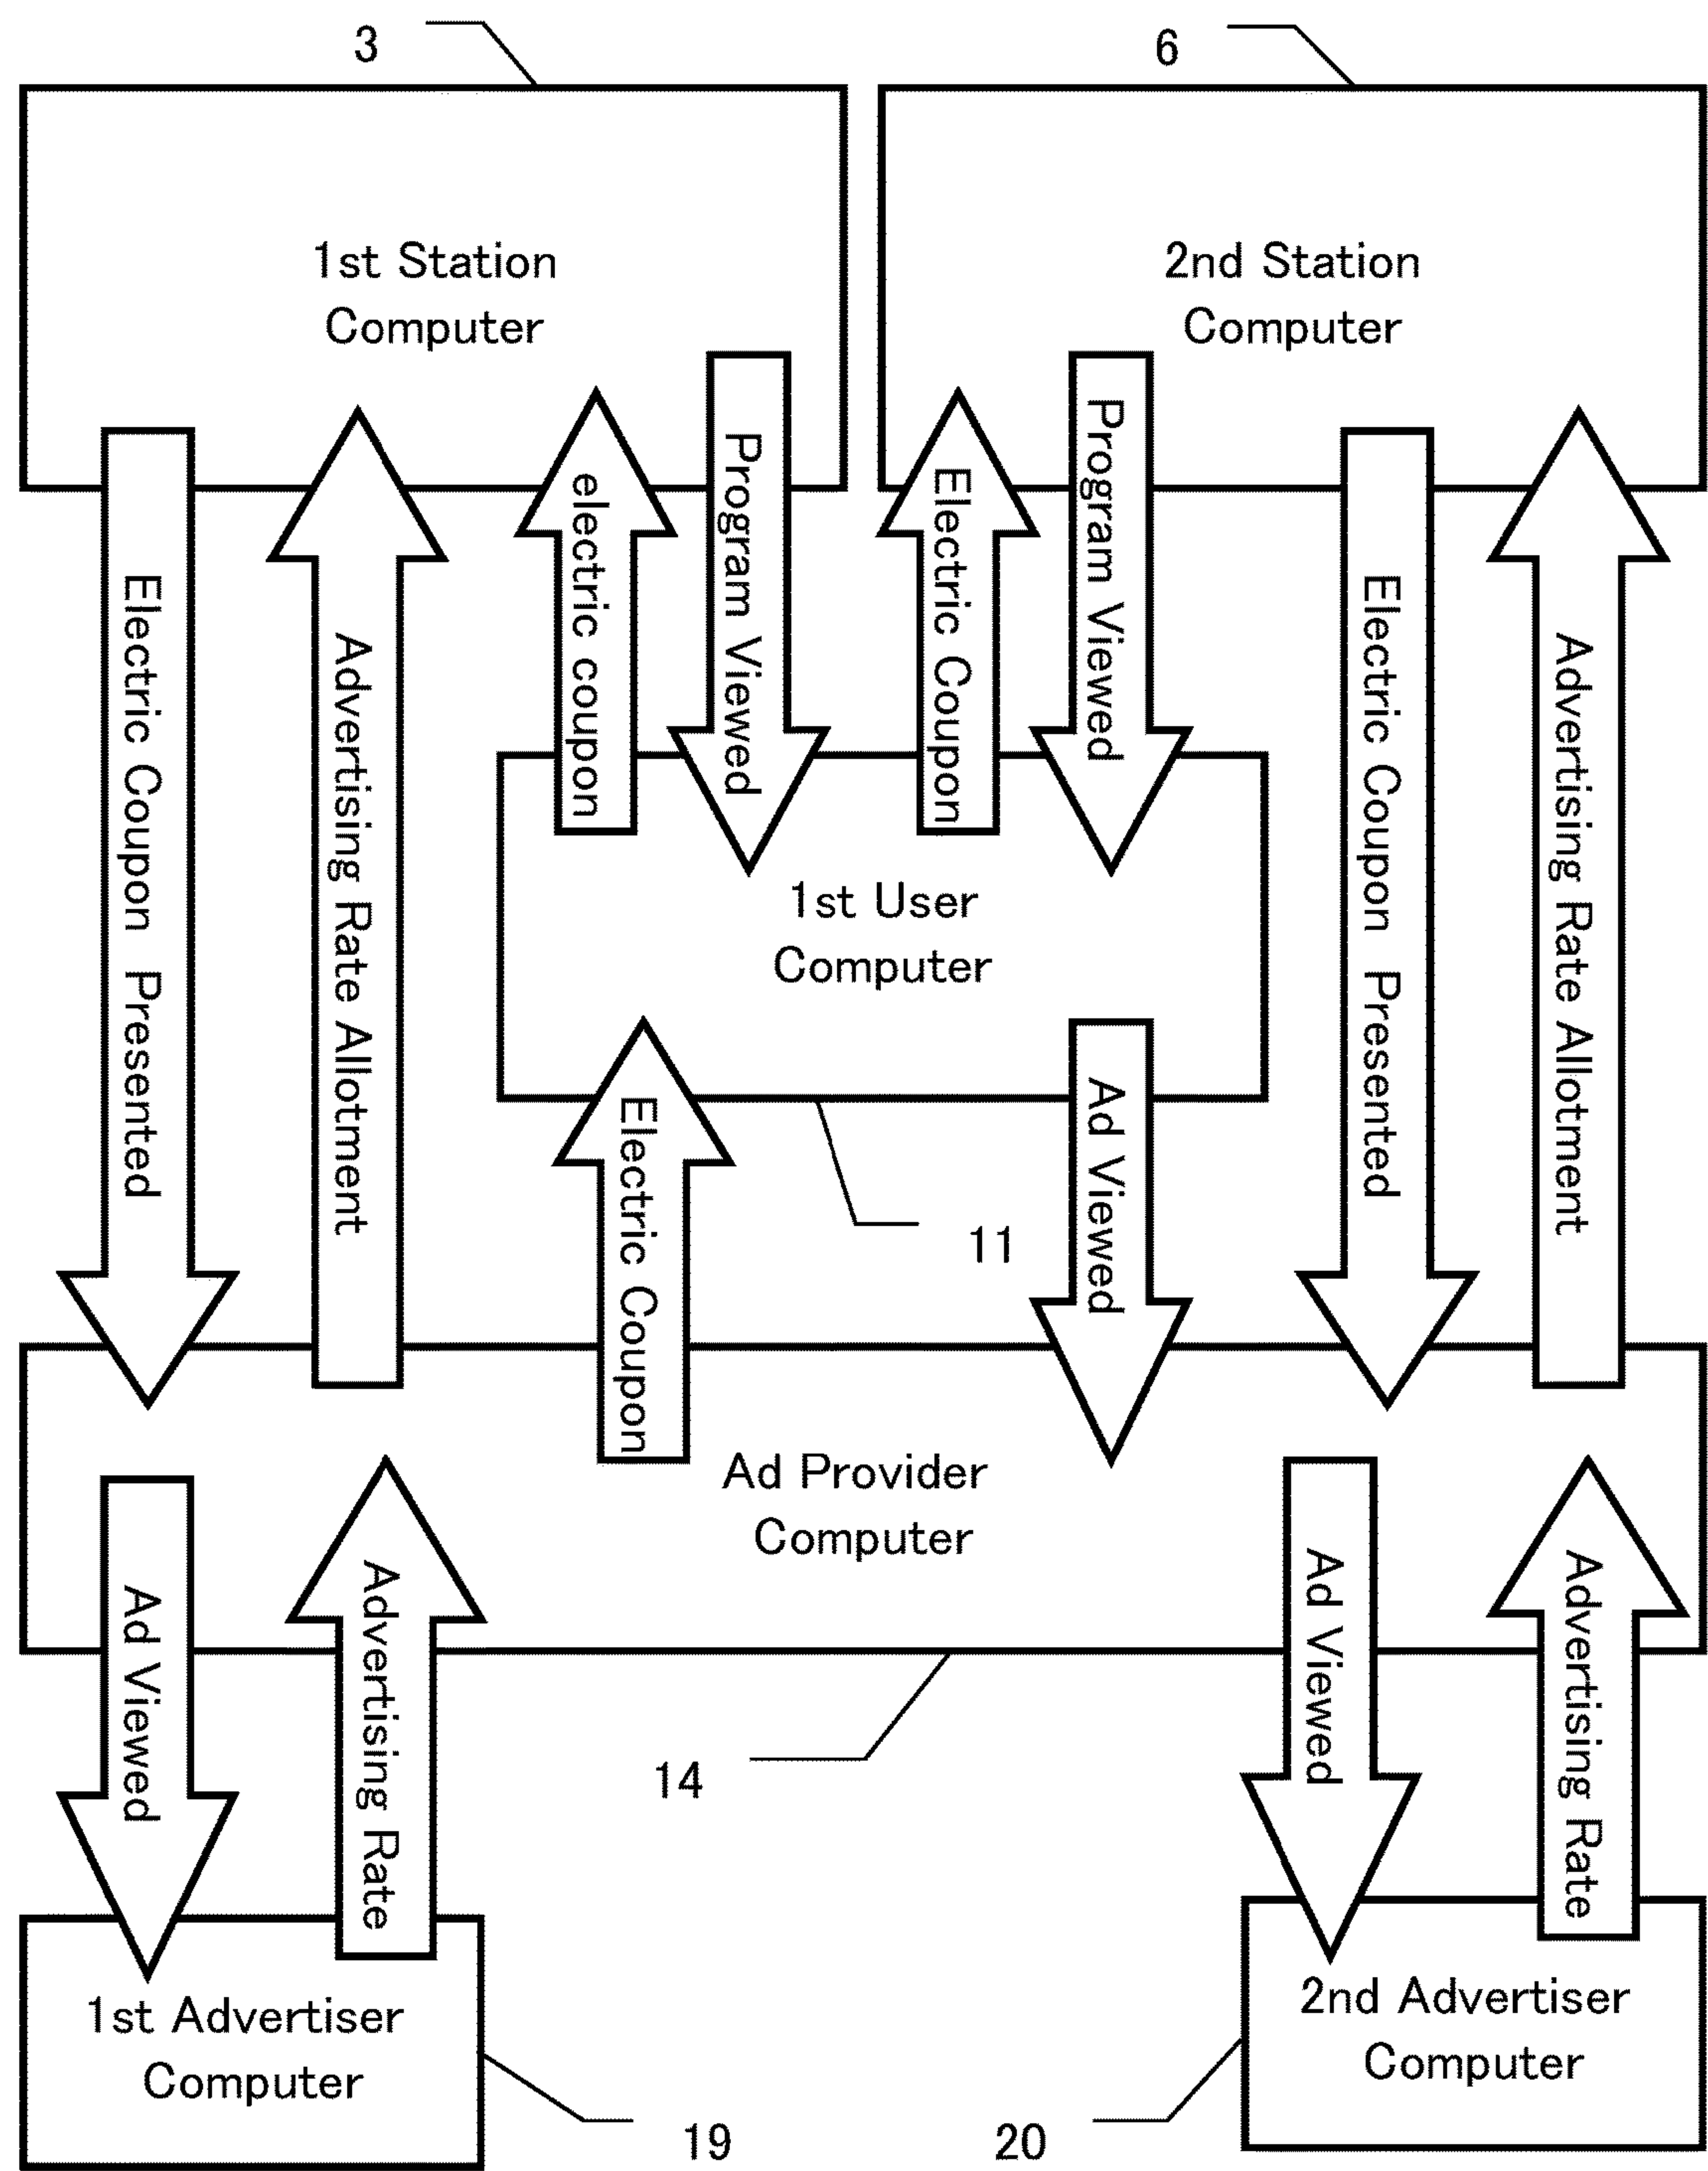 3
6
1st Station
Computer
2nd Station
Computer
Electric Coupon Presented
Advertising Rate Allotment
electric coupon
Program Viewed
Electric Coupon
Program Viewed
Electric Coupon Presented
Advertising Rate Allotment
1st User
Computer
Electric Coupon
Ad Viewed
11
Ad Provider
Computer
Ad Viewed
Advertising Rate
Ad Viewed
Advertising Rate
14
1st Advertiser
Computer
2nd Advertiser
Computer
19
20